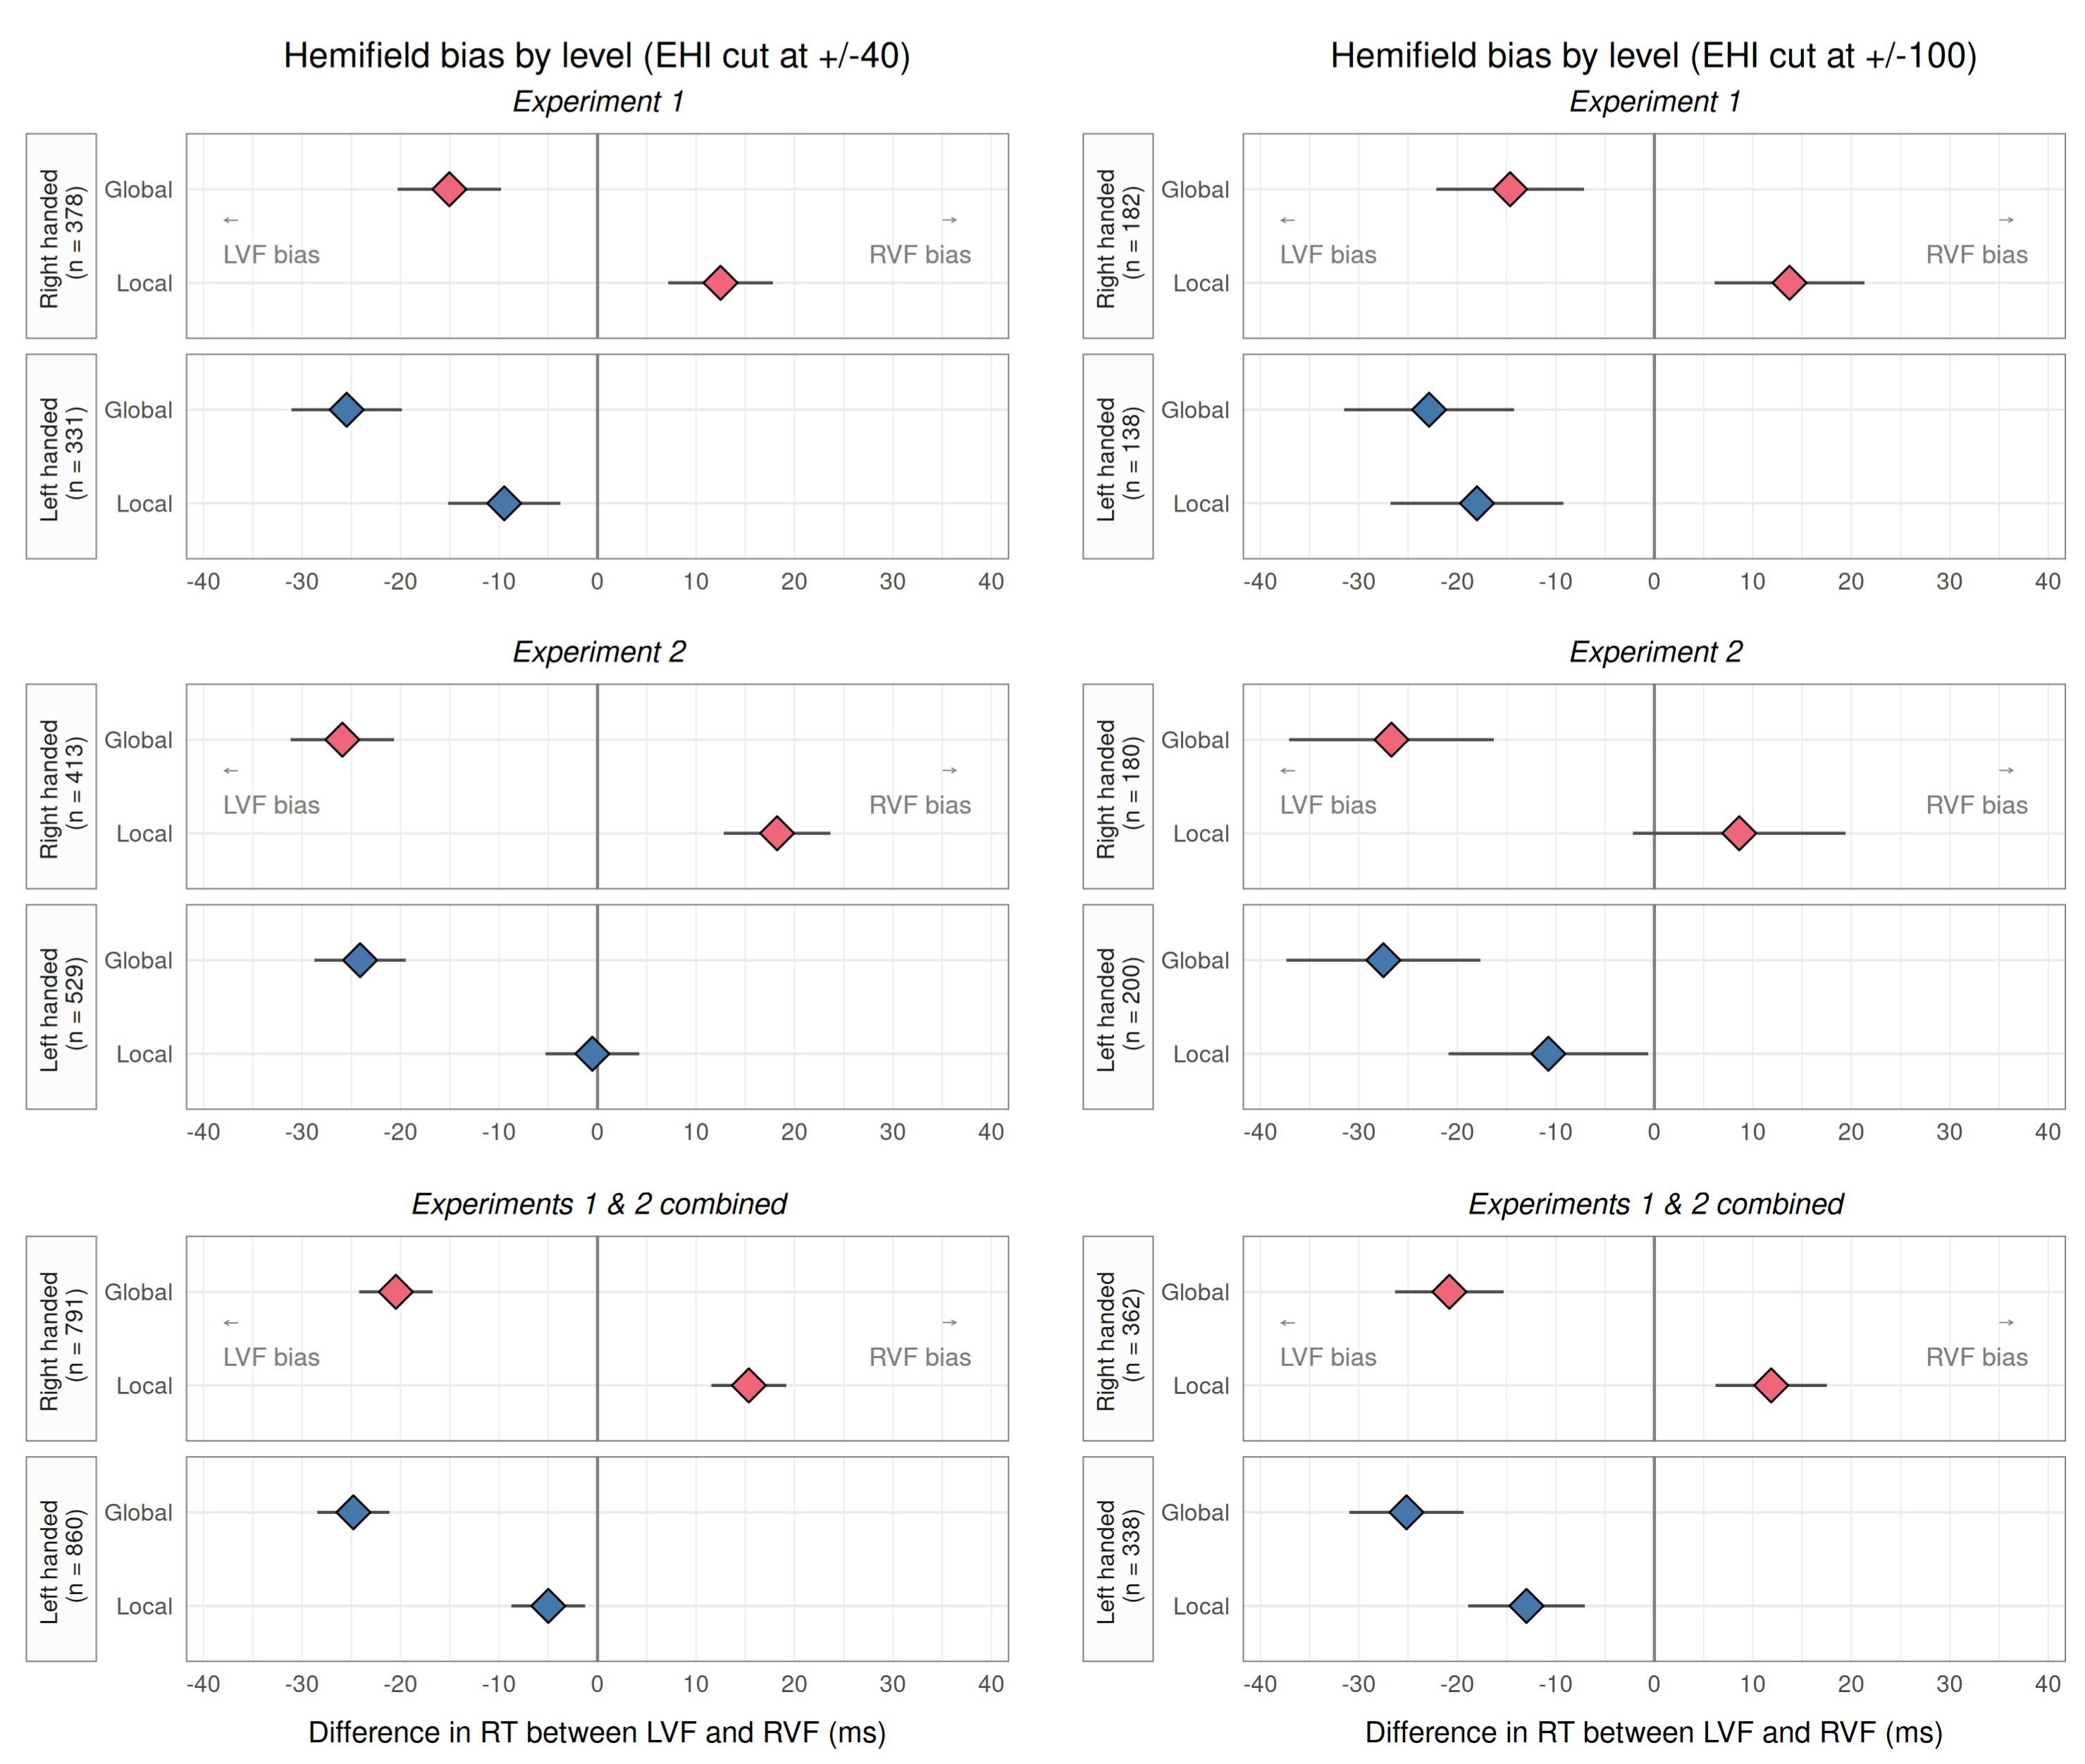 Hemifield bias by level (EHI cut at +/-40)
Experiment 1
Right handed
(n = 378)
Global
←
→
LVF bias
RVF bias
Local
Left handed
(n = 331)
Global
Local
-40 -30 -20 -10 0 10 20 30 40
Experiment 2
Right handed
(n = 413)
Global
←
→
LVF bias
RVF bias
Local
Left handed
(n = 529)
Global
Local
-40 -30 -20 -10 0 10 20 30 40
Experiments 1 & 2 combined
Right handed
(n = 791)
Global
←
→
LVF bias
RVF bias
Local
Left handed
(n = 860)
Global
Local
-40 -30 -20 -10 0 10 20 30 40
Difference in RT between LVF and RVF (ms)
Hemifield bias by level (EHI cut at +/-100)
Experiment 1
Right handed
(n = 182)
Global
←
→
LVF bias
RVF bias
Local
Left handed
(n = 138)
Global
Local
-40 -30 -20 -10 0 10 20 30 40
Experiment 2
Right handed
(n = 180)
Global
←
→
LVF bias
RVF bias
Local
Left handed
(n = 200)
Global
Local
-40 -30 -20 -10 0 10 20 30 40
Experiments 1 & 2 combined
Right handed
(n = 362)
Global
←
→
LVF bias
RVF bias
Local
Left handed
(n = 338)
Global
Local
-40 -30 -20 -10 0 10 20 30 40
Difference in RT between LVF and RVF (ms)